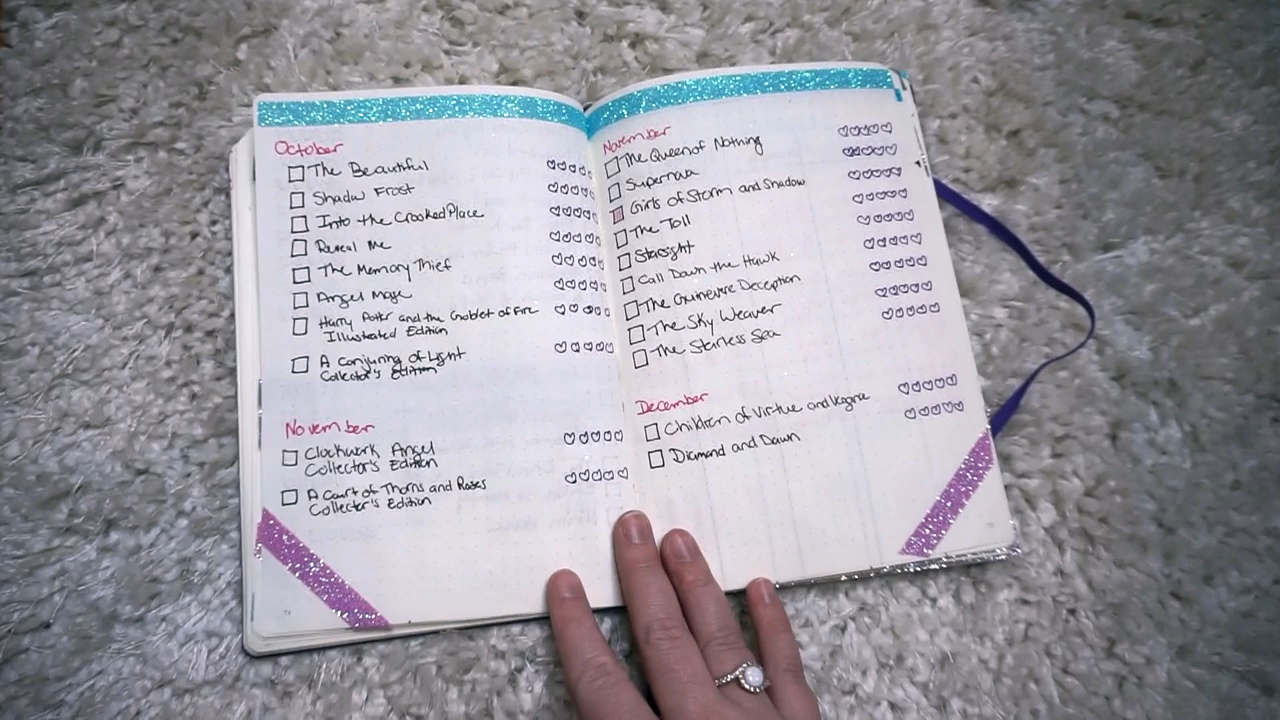 October
The Beautiful
Shadow Frost
Into the Crooked Place
Reveal Me
The Memory Thief
Angel Mage
Harry Potter and the Goblet of Fire
Illustrated Edition
A Conjuring of Light
Collector's Edition
November
Clockwork Angel
Collector's Edition
A Court of Thorns and Roses
Collector's Edition
November
The Queen of Nothing
Supernova
Girls of Storm and Shadow
The Toll
Starsight
Call Down the Hawk
The Guinevere Deception
The Sky Weaver
The Starless Sea
December
Children of Virtue and Vengeance
Diamond and Dawn